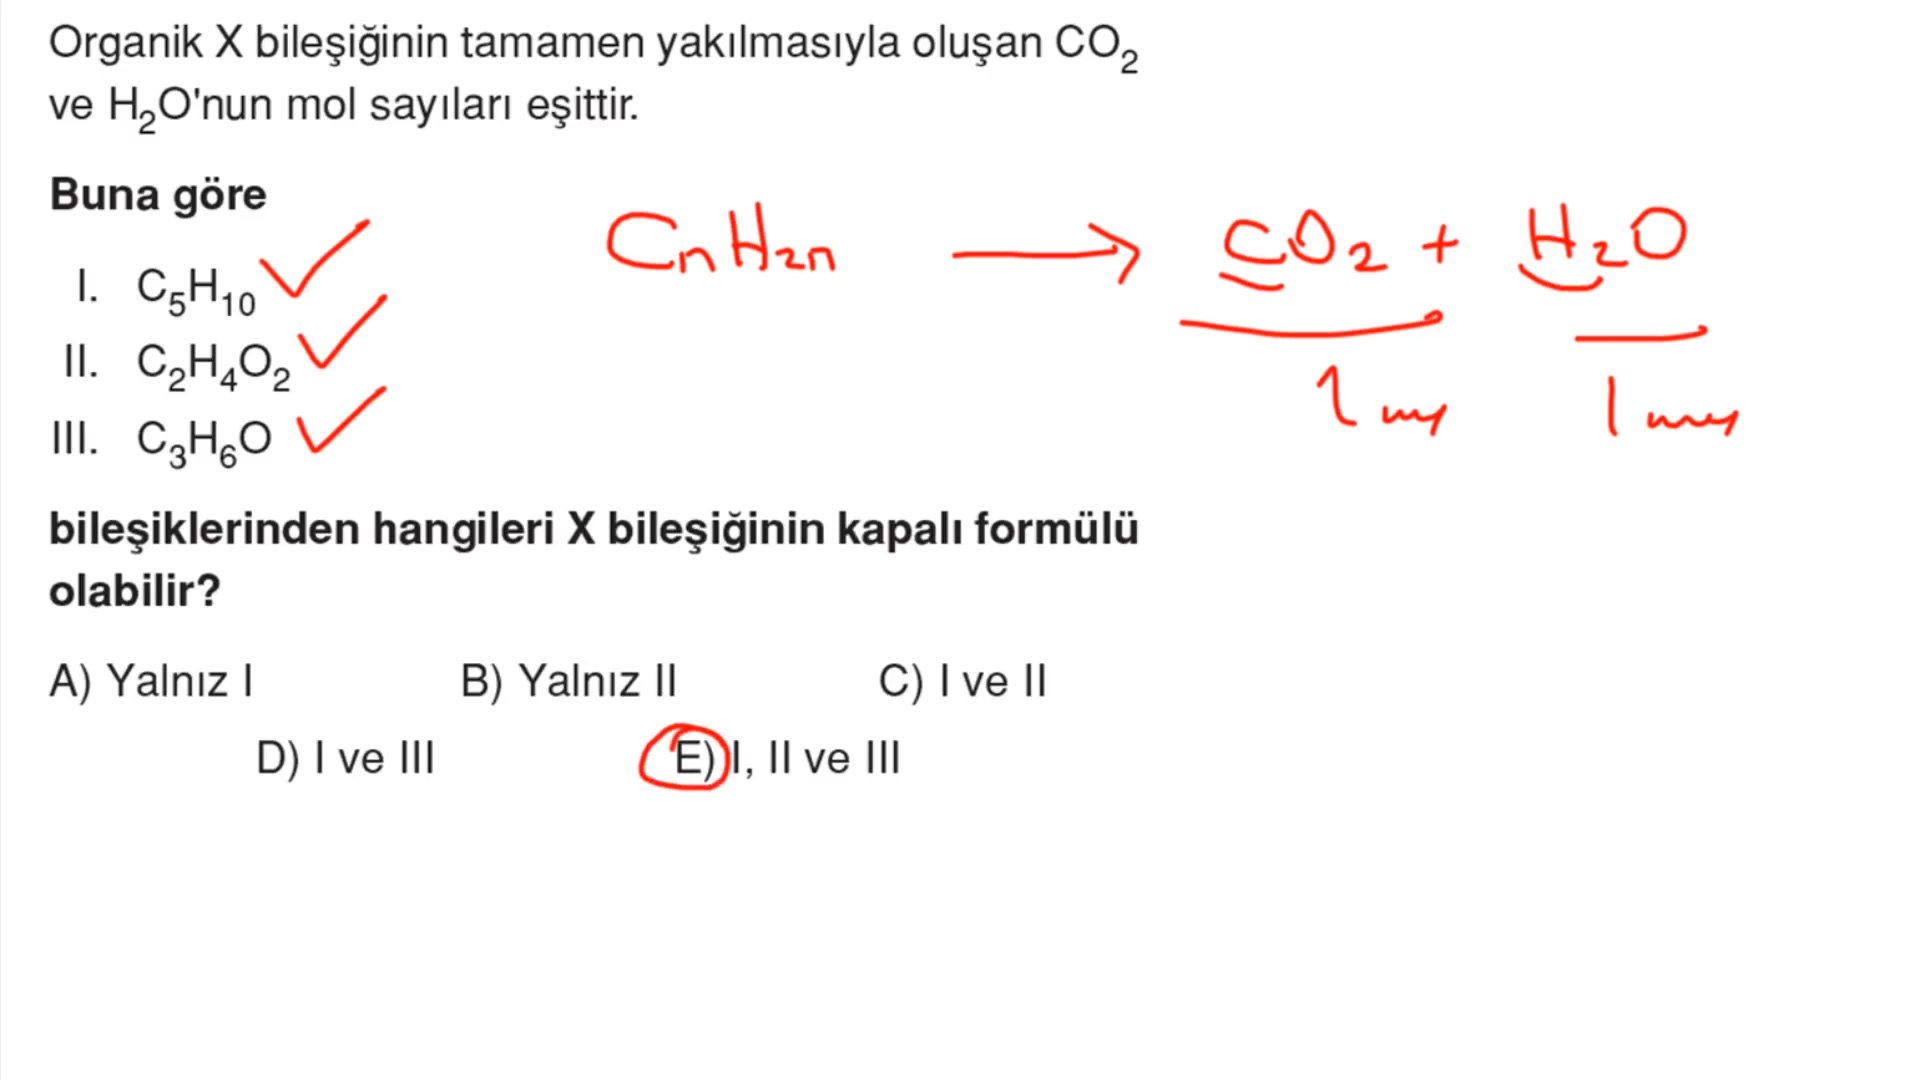 Organik X bileşiğinin tamamen yakılmasıyla oluşan CO₂
ve H₂O'nun mol sayıları eşittir.
Buna göre
CnH2n → CO2 + H2O
I. C₅H₁₀
II. C₂H₄O₂
1 1
III. C₃H₆O
bileşiklerinden hangileri X bileşiğinin kapalı formülü
olabilir?
A) Yalnız I B) Yalnız II C) I ve II
D) I ve III E) I, II ve III